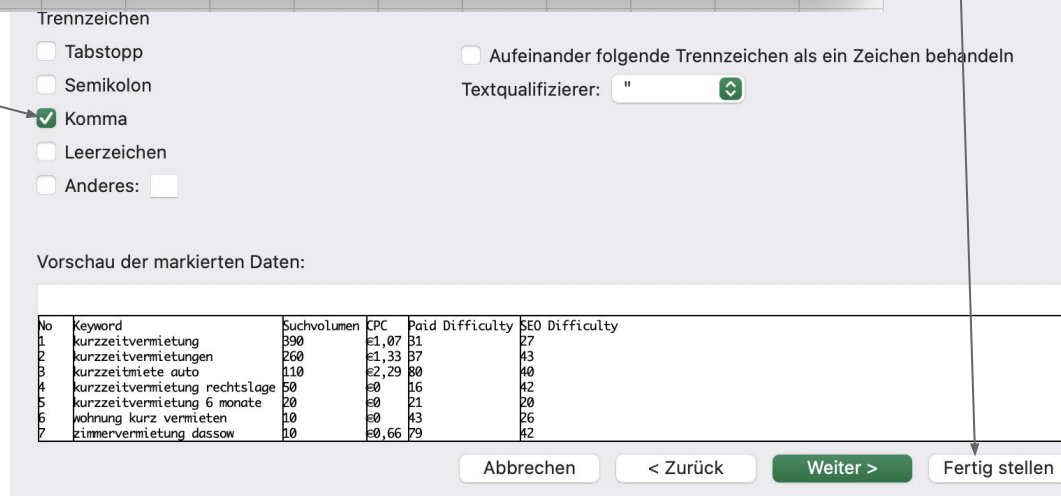 Trennzeichen
Tabstopp
Semikolon
Komma
Leerzeichen
Anderes:
Aufeinander folgende Trennzeichen als ein Zeichen behandeln
Textqualifizierer: "
Vorschau der markierten Daten:
No Keyword Suchvolumen CPC Paid Difficulty SEO Difficulty
1 kurzzeitvermietung 390 €1,07 31 27
2 kurzzeitvermietungen 260 €1,33 37 43
3 kurzzeitmiete auto 110 €2,29 80 40
4 kurzzeitvermietung rechtslage 50 €0 16 42
5 kurzzeitvermietung 6 monate 20 €0 21 20
6 wohnung kurz vermieten 10 €0 43 26
7 zimmervermietung dassow 10 €0,66 79 42
Abbrechen < Zurück Weiter > Fertig stellen